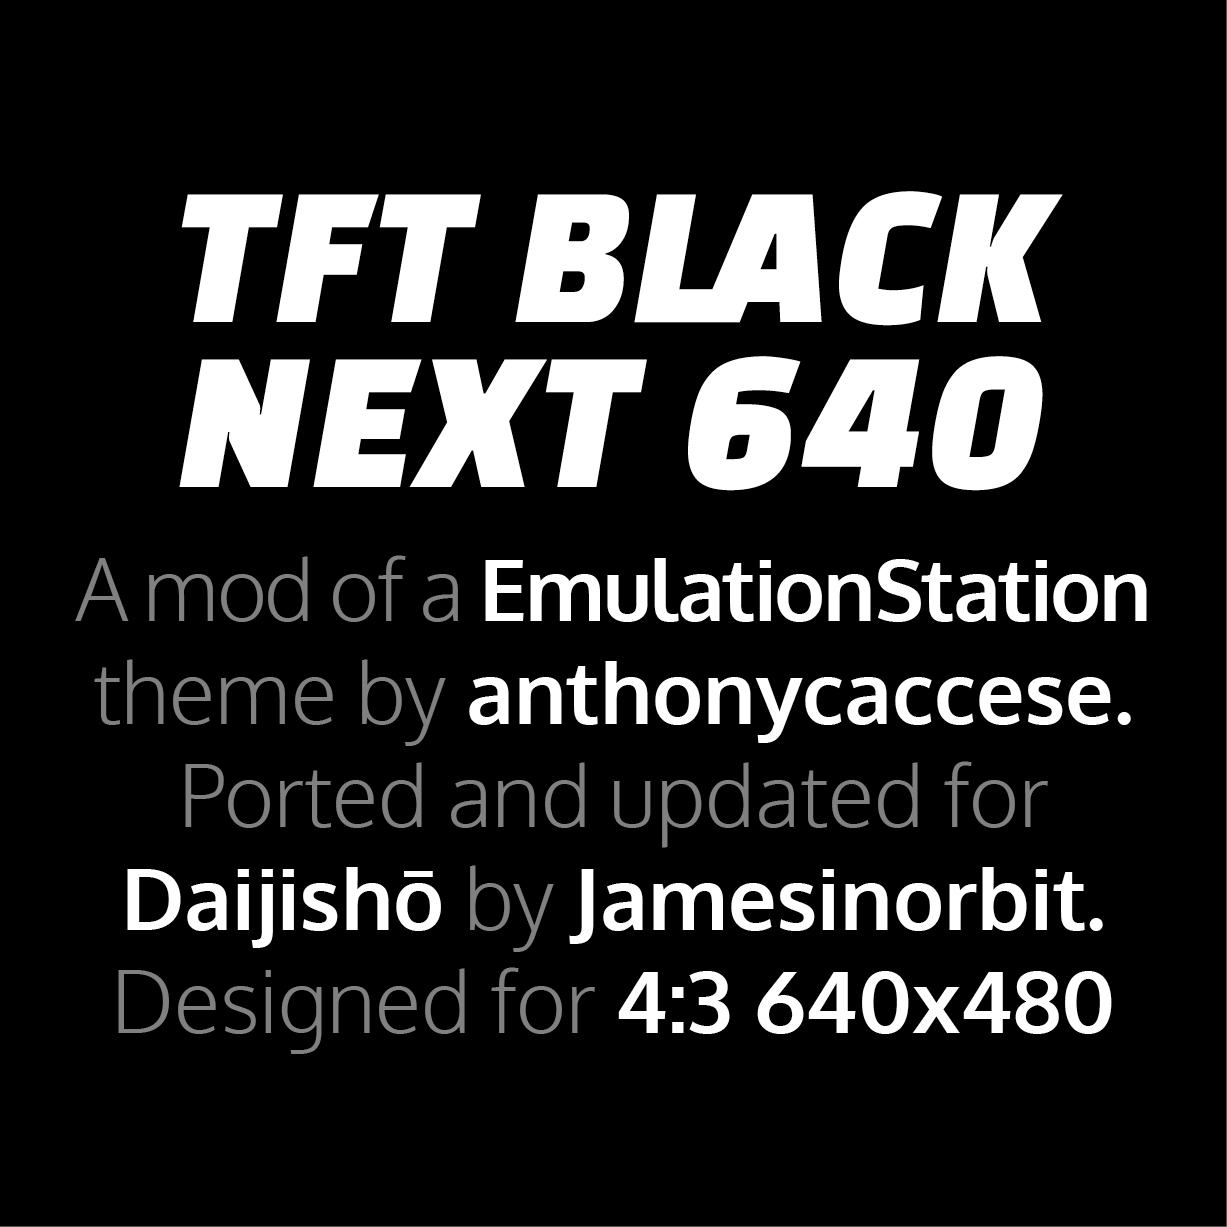 TFT BLACK
NEXT 640
A mod of a EmulationStation
theme by anthonycaccese.
Ported and updated for
Daijishō by Jamesinorbit.
Designed for 4:3 640x480